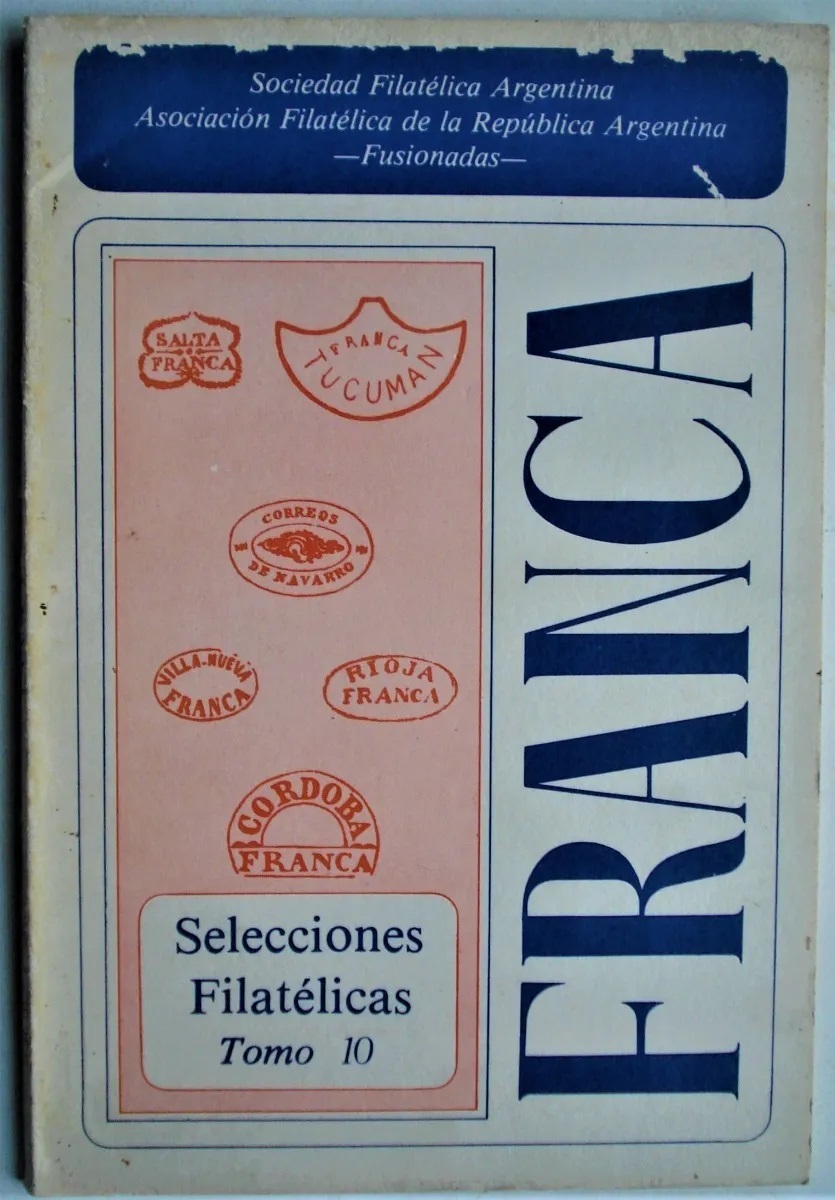 Sociedad Filatélica Argentina
Asociación Filatélica de la República Argentina
—Fusionadas—
SALTA
FRANCA
FRANCA
TUCUMAN
CORREOS
DE NAVARRO
VILLA-NUEVA
FRANCA
RIOJA
FRANCA
CORDOBA
FRANCA
Selecciones
Filatélicas
Tomo 10
FRANCA